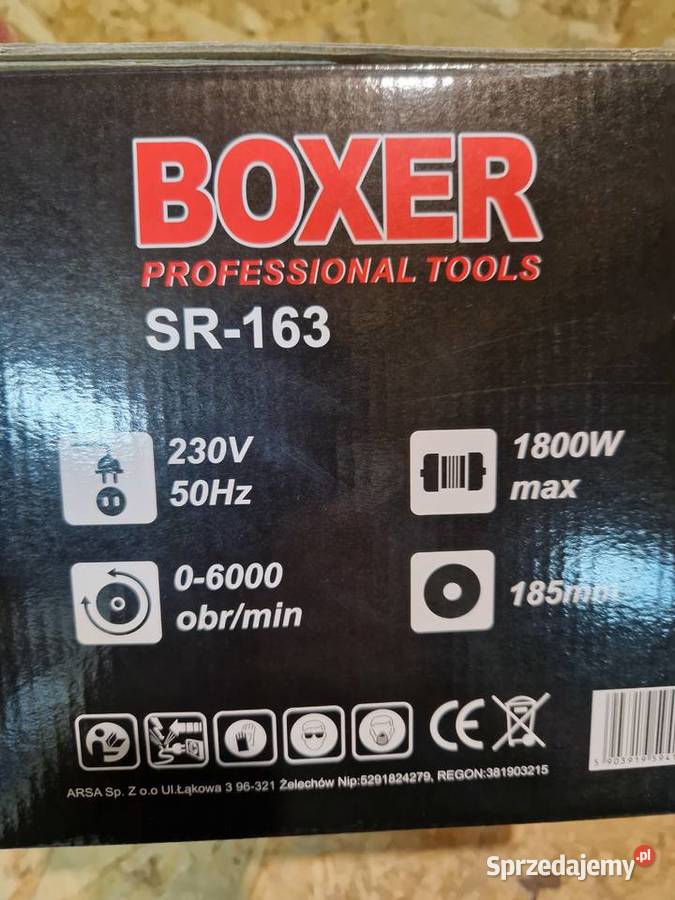 BOXER
PROFESSIONAL TOOLS
SR-163
230V
50Hz
1800W
max
0-6000
obr/min
185mm
CE
ARSA Sp. Z o.o Ul.Łąkowa 3 96-321 Żelechów Nip:5291824279, REGON:381903215
Sprzedajemy.pl